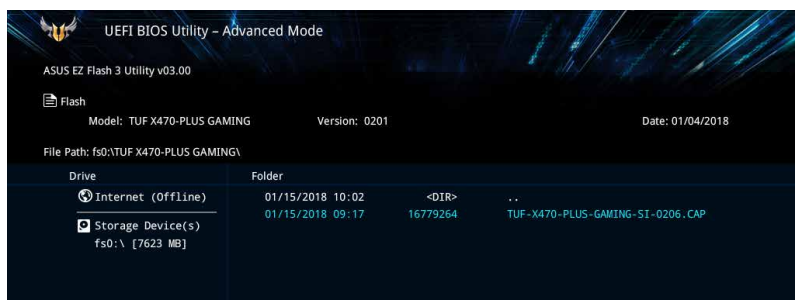 UEFI BIOS Utility – Advanced Mode
ASUS EZ Flash 3 Utility v03.00
Flash
Model: TUF X470-PLUS GAMING Version: 0201 Date: 01/04/2018
File Path: fs0:\TUF X470-PLUS GAMING\
Drive Folder
Internet (Offline) 01/15/2018 10:02 <DIR> ..
01/15/2018 09:17 16779264 TUF-X470-PLUS-GAMING-SI-0206.CAP
Storage Device(s)
fs0:\ [7623 MB]